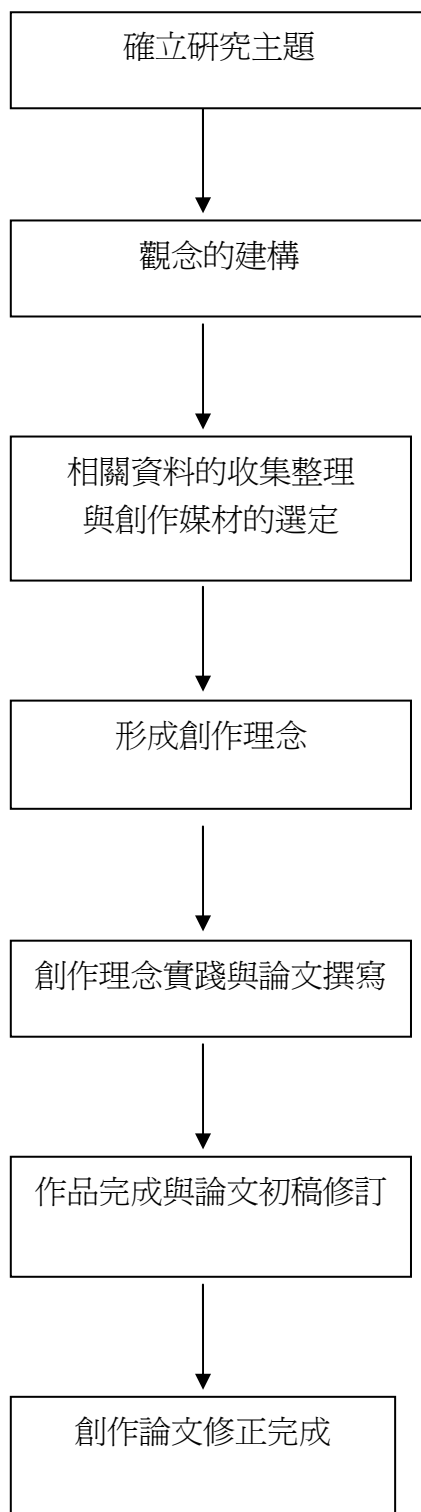 確立研究主題
觀念的建構
相關資料的收集整理
與創作媒材的選定
形成創作理念
創作理念實踐與論文撰寫
作品完成與論文初稿修訂
創作論文修正完成